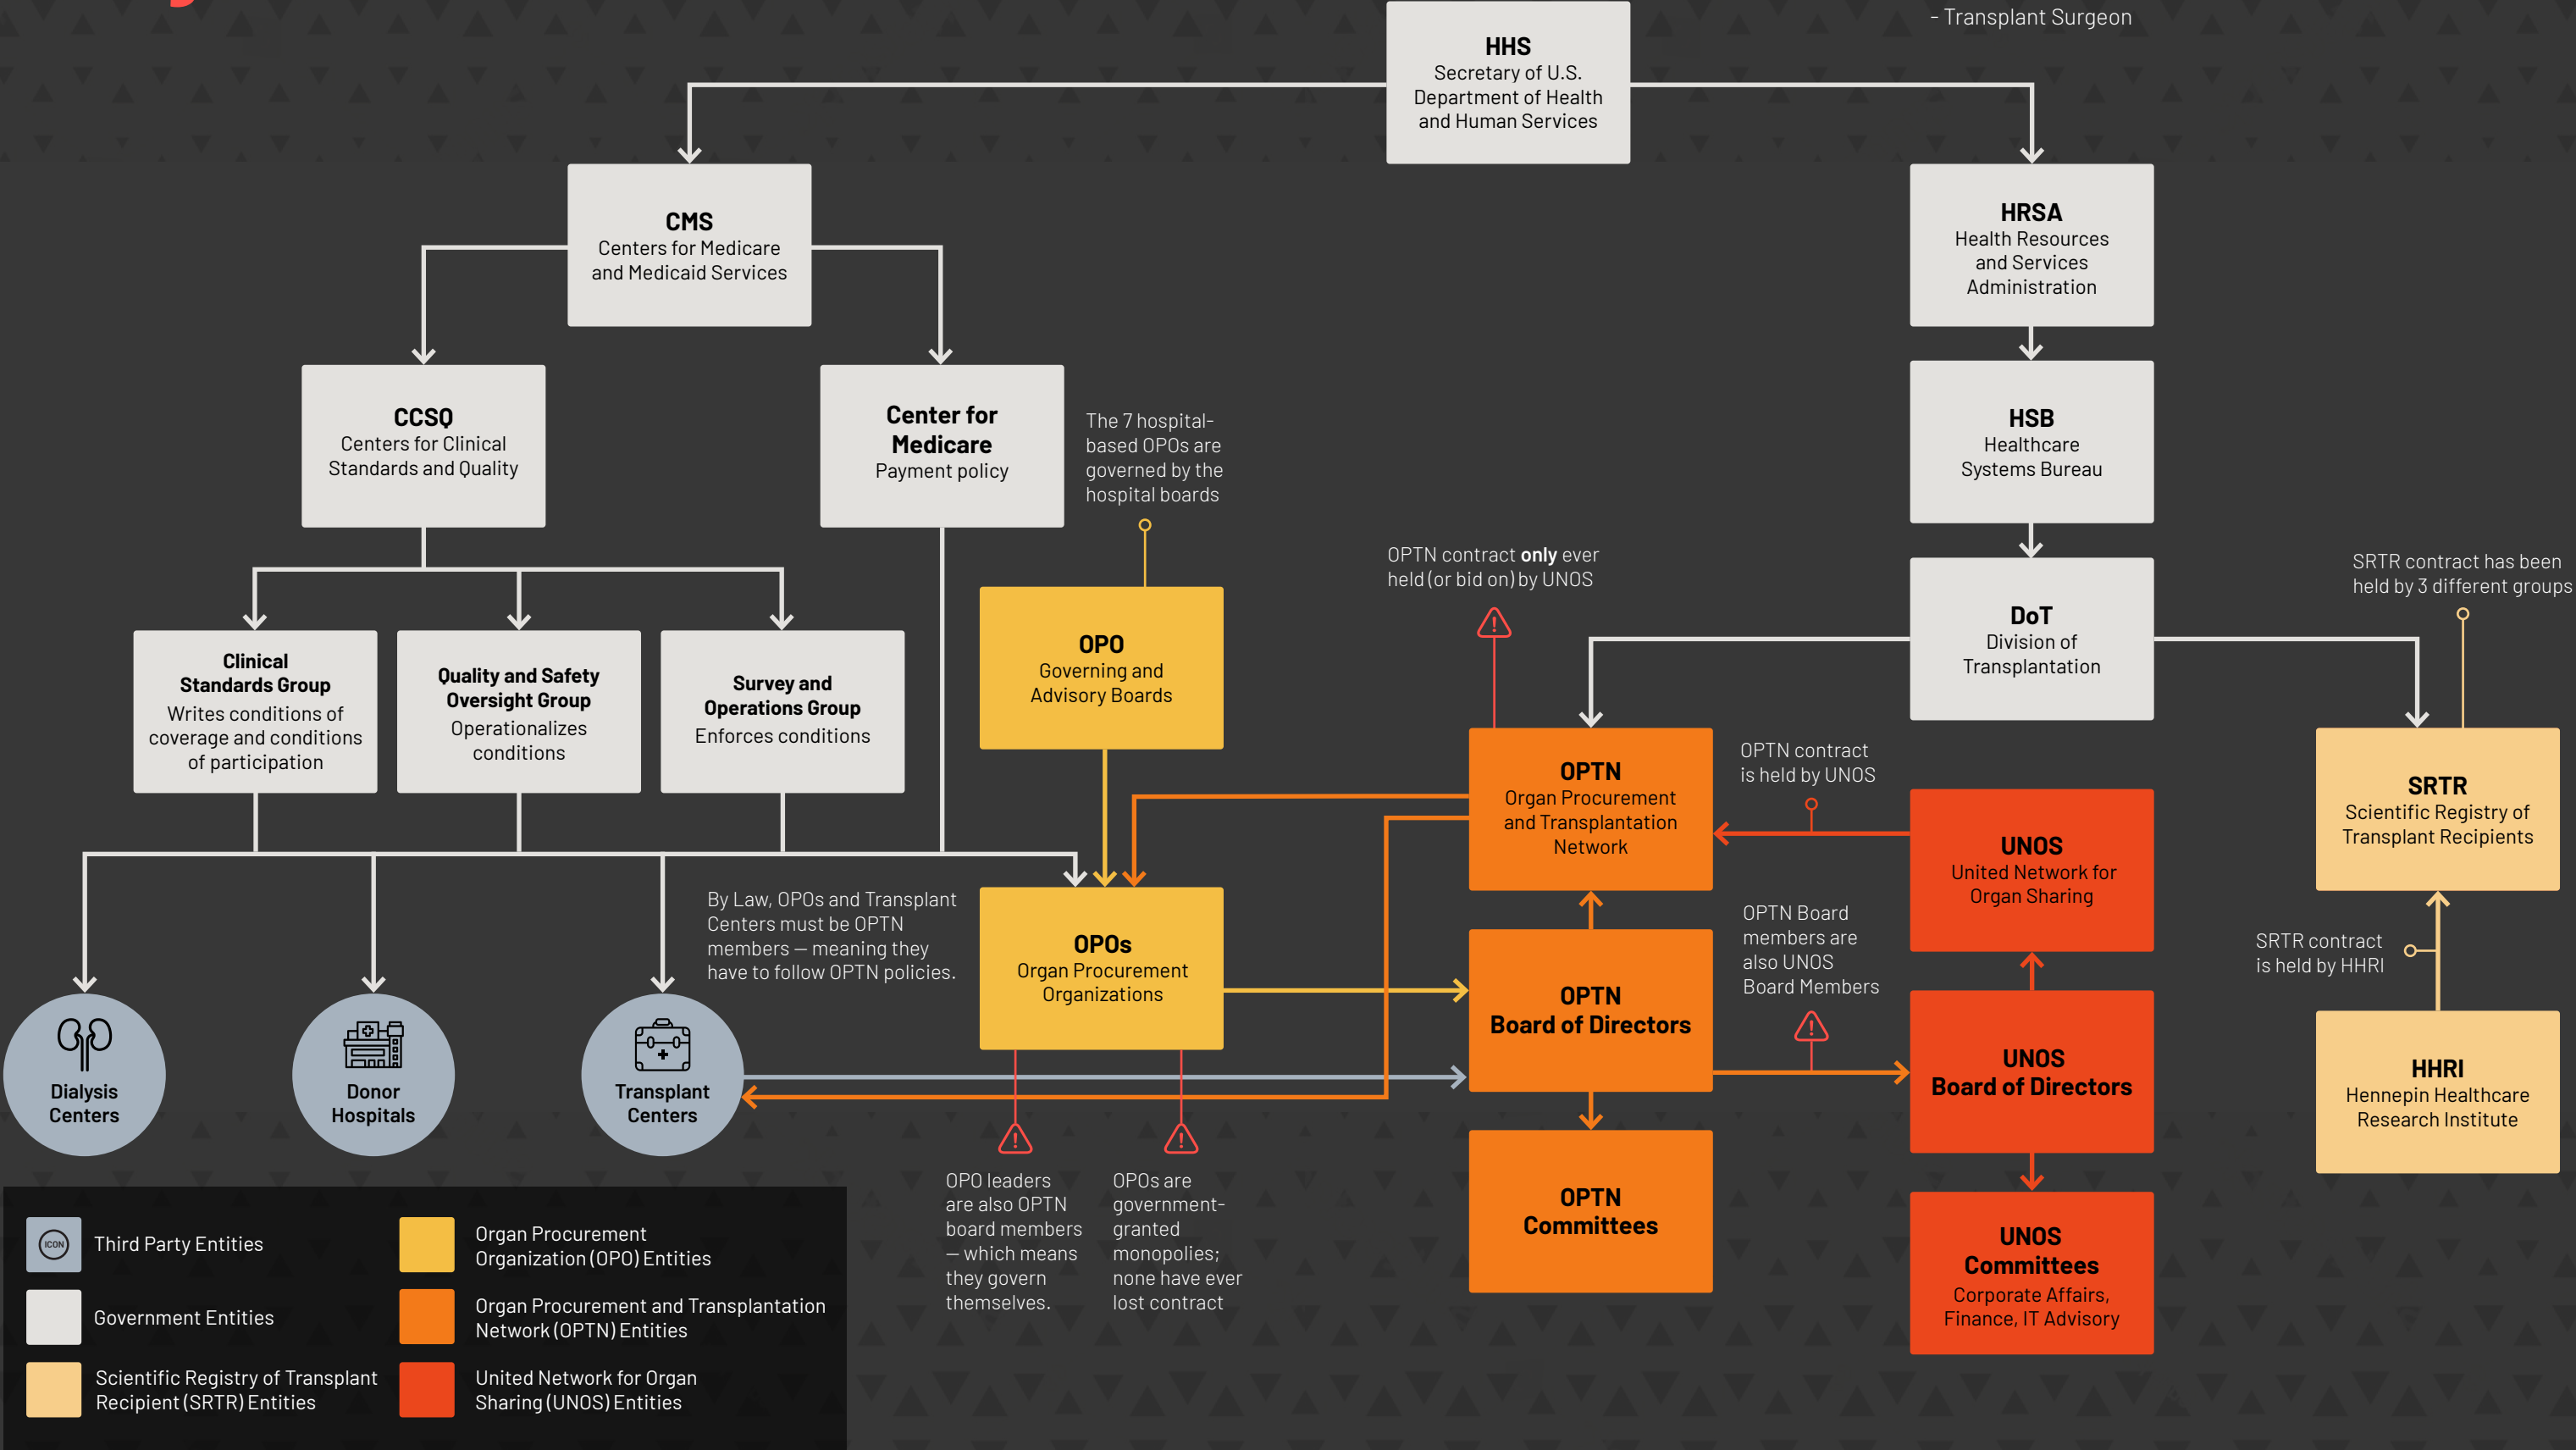 - Transplant Surgeon
HHS
Secretary of U.S.
Department of Health
and Human Services
CMS
Centers for Medicare
and Medicaid Services
HRSA
Health Resources
and Services
Administration
CCSQ
Centers for Clinical
Standards and Quality
Center for
Medicare
Payment policy
The 7 hospital-
based OPOs are
governed by the
hospital boards
HSB
Healthcare
Systems Bureau
OPTN contract only ever
held (or bid on) by UNOS
DoT
Division of
Transplantation
SRTR contract has been
held by 3 different groups
Clinical
Standards Group
Writes conditions of
coverage and conditions
of participation
Quality and Safety
Oversight Group
Operationalizes
conditions
Survey and
Operations Group
Enforces conditions
OPO
Governing and
Advisory Boards
OPTN
Organ Procurement
and Transplantation
Network
OPTN contract
is held by UNOS
UNOS
United Network for
Organ Sharing
SRTR
Scientific Registry of
Transplant Recipients
By Law, OPOs and Transplant
Centers must be OPTN
members — meaning they
have to follow OPTN policies.
OPOs
Organ Procurement
Organizations
OPTN
Board of Directors
OPTN Board
members are
also UNOS
Board Members
UNOS
Board of Directors
SRTR contract
is held by HHRI
HHRI
Hennepin Healthcare
Research Institute
Dialysis
Centers
Donor
Hospitals
Transplant
Centers
OPO leaders
are also OPTN
board members
— which means
they govern
themselves.
OPOs are
government-
granted
monopolies;
none have ever
lost contract
OPTN
Committees
UNOS
Committees
Corporate Affairs,
Finance, IT Advisory
ICON
Third Party Entities
Government Entities
Scientific Registry of Transplant
Recipient (SRTR) Entities
Organ Procurement
Organization (OPO) Entities
Organ Procurement and Transplantation
Network (OPTN) Entities
United Network for Organ
Sharing (UNOS) Entities